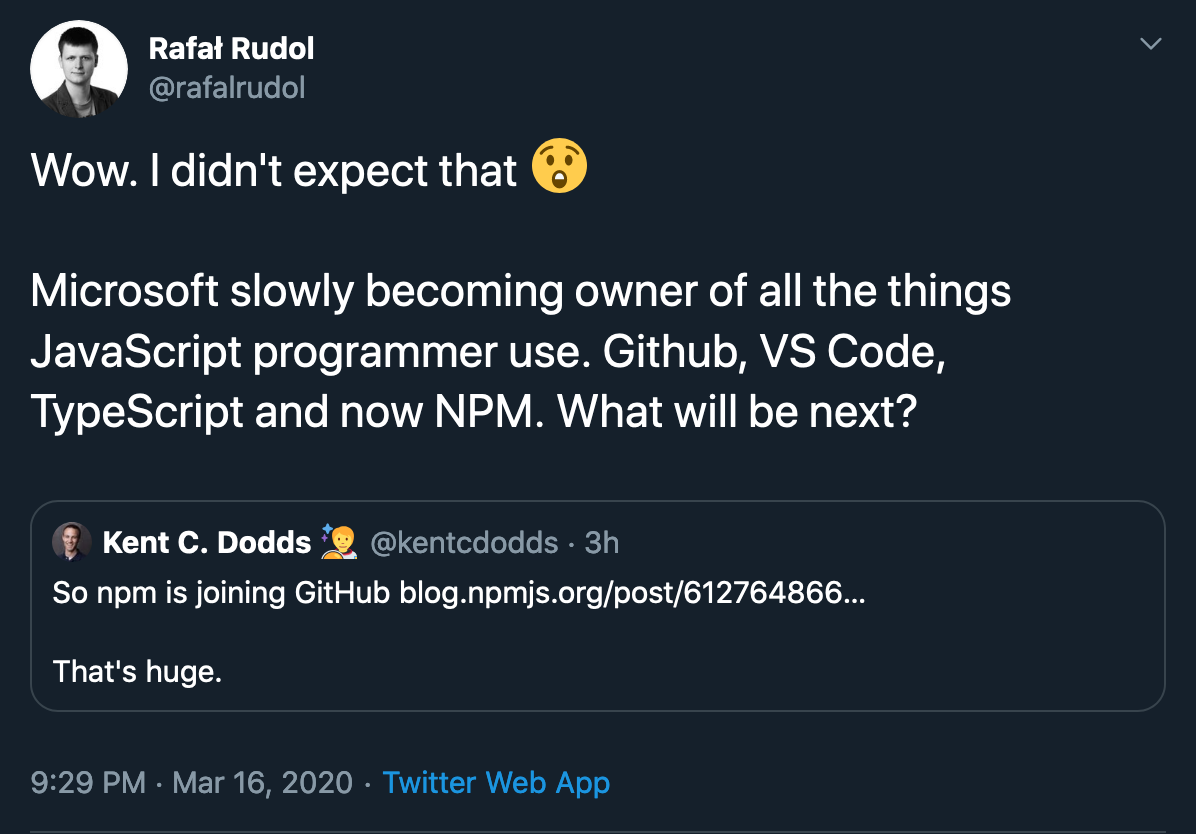 Rafał Rudol
@rafalrudol
Wow. I didn't expect that 😲
Microsoft slowly becoming owner of all the things
JavaScript programmer use. Github, VS Code,
TypeScript and now NPM. What will be next?
Kent C. Dodds @kentcdodds · 3h
So npm is joining GitHub blog.npmjs.org/post/612764866...
That's huge.
9:29 PM · Mar 16, 2020 · Twitter Web App